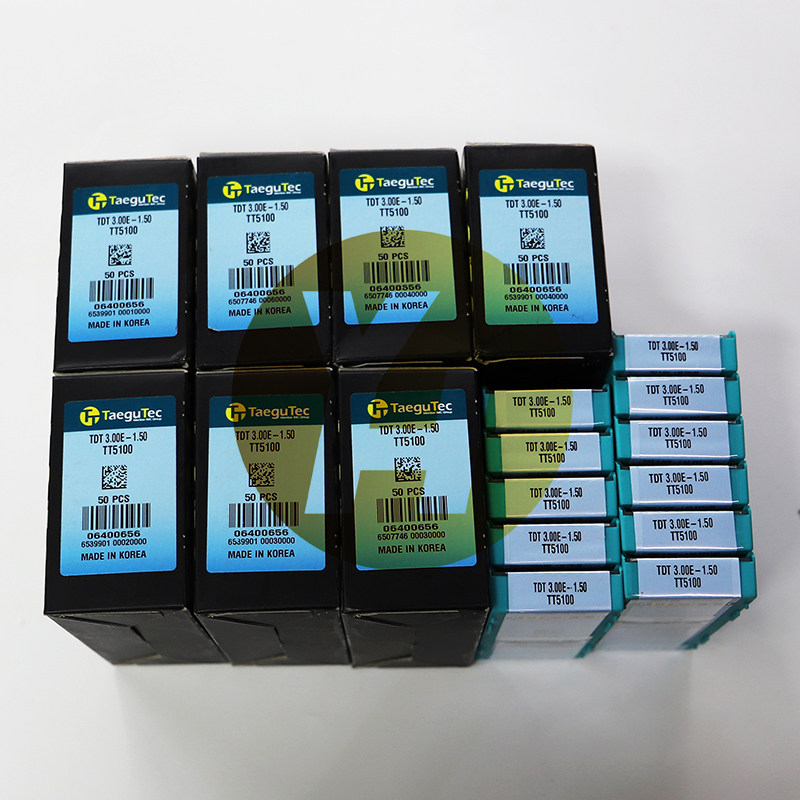 TaeguTec
TDT 3.00E-1.50
TT5100
50 PCS
06400656
6539901 00010000
MADE IN KOREA
TaeguTec
TDT 3.00E-1.50
TT5100
50 PCS
06400656
6507746 00060000
MADE IN KOREA
TaeguTec
TDT 3.00E-1.50
TT5100
50 PCS
06400656
6507746 00040000
MADE IN KOREA
TaeguTec
TDT 3.00E-1.50
TT5100
50 PCS
06400656
6539901 00040000
MADE IN KOREA
TaeguTec
TDT 3.00E-1.50
TT5100
50 PCS
06400656
6539901 00020000
MADE IN KOREA
TaeguTec
TDT 3.00E-1.50
TT5100
50 PCS
06400656
6539901 00030000
MADE IN KOREA
TaeguTec
TDT 3.00E-1.50
TT5100
50 PCS
06400656
6507746 00030000
MADE IN KOREA
TDT 3.00E-1.50
TT5100
TDT 3.00E-1.50
TT5100
TDT 3.00E-1.50
TT5100
TDT 3.00E-1.50
TT5100
TDT 3.00E-1.50
TT5100
TDT 3.00E-1.50
TT5100
TDT 3.00E-1.50
TT5100
TDT 3.00E-1.50
TT5100
TDT 3.00E-1.50
TT5100
TDT 3.00E-1.50
TT5100
TDT 3.00E-1.50
TT5100